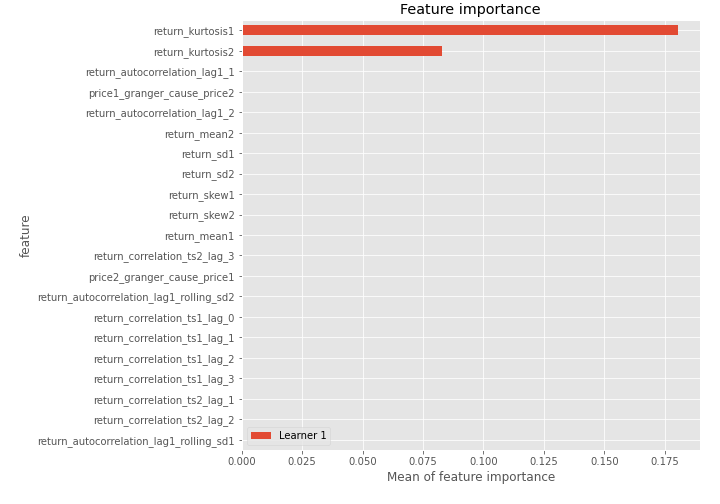 Feature importance
return_kurtosis1
return_kurtosis2
return_autocorrelation_lag1_1
price1_granger_cause_price2
return_autocorrelation_lag1_2
return_mean2
return_sd1
return_sd2
return_skew1
return_skew2
return_mean1
return_correlation_ts2_lag_3
price2_granger_cause_price1
return_autocorrelation_lag1_rolling_sd2
return_correlation_ts1_lag_0
return_correlation_ts1_lag_1
return_correlation_ts1_lag_2
return_correlation_ts1_lag_3
return_correlation_ts2_lag_1
return_correlation_ts2_lag_2
return_autocorrelation_lag1_rolling_sd1
feature
Learner 1
0.000 0.025 0.050 0.075 0.100 0.125 0.150 0.175
Mean of feature importance